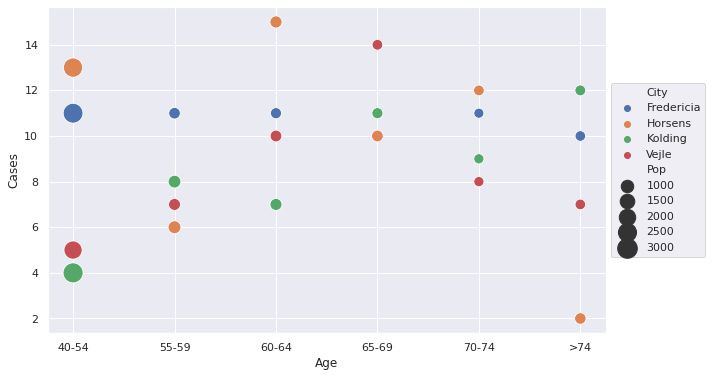 14
12
10
8
6
4
2
Cases
40-54
55-59
60-64
65-69
70-74
>74
Age
City
Fredericia
Horsens
Kolding
Vejle
Pop
1000
1500
2000
2500
3000